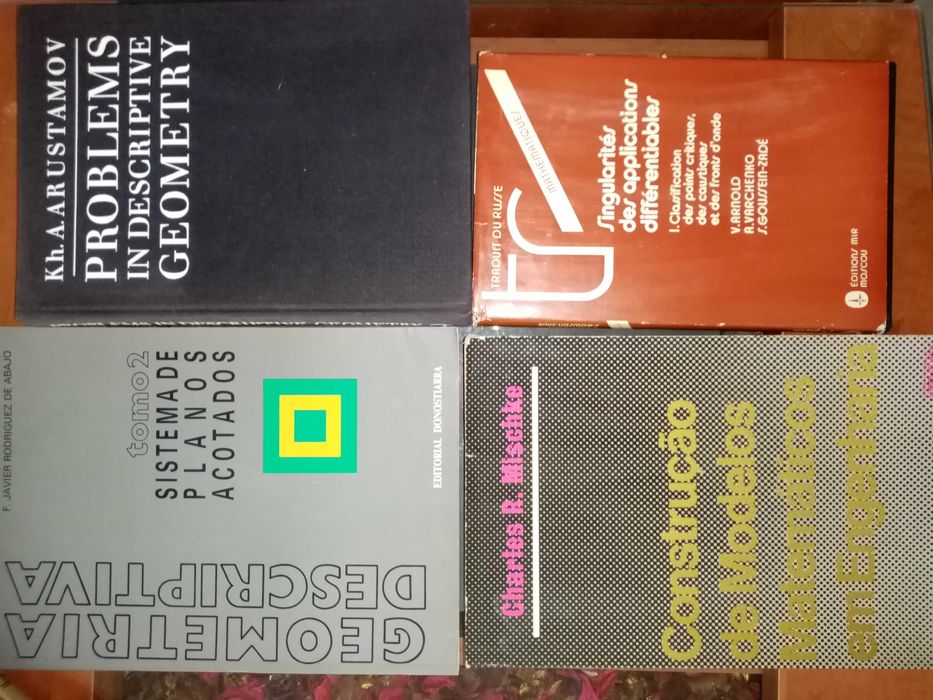 Kh. A. ARUSTAMOV
PROBLEMS
IN DESCRIPTIVE
GEOMETRY
TRADUIT DU RUSSE
MATHEMATIQUES
Singularités
des applications
différentiables
I. Classification
des points critiques,
des caustiques
et des fronts d'onde
V. ARNOLD
A. VARCHENKO
S. GOUSSEIN-ZADÉ
ÉDITIONS MIR
MOSCOU
F. JAVIER RODRIGUEZ DE ABAJO
tomo 2
SISTEMA DE
PLANOS
ACOTADOS
EDITORIAL DONOSTIARRA
GEOMETRIA
DESCRIPTIVA
Charles R. Mischke
Construção
de Modelos
Matemáticos
em Engenharia